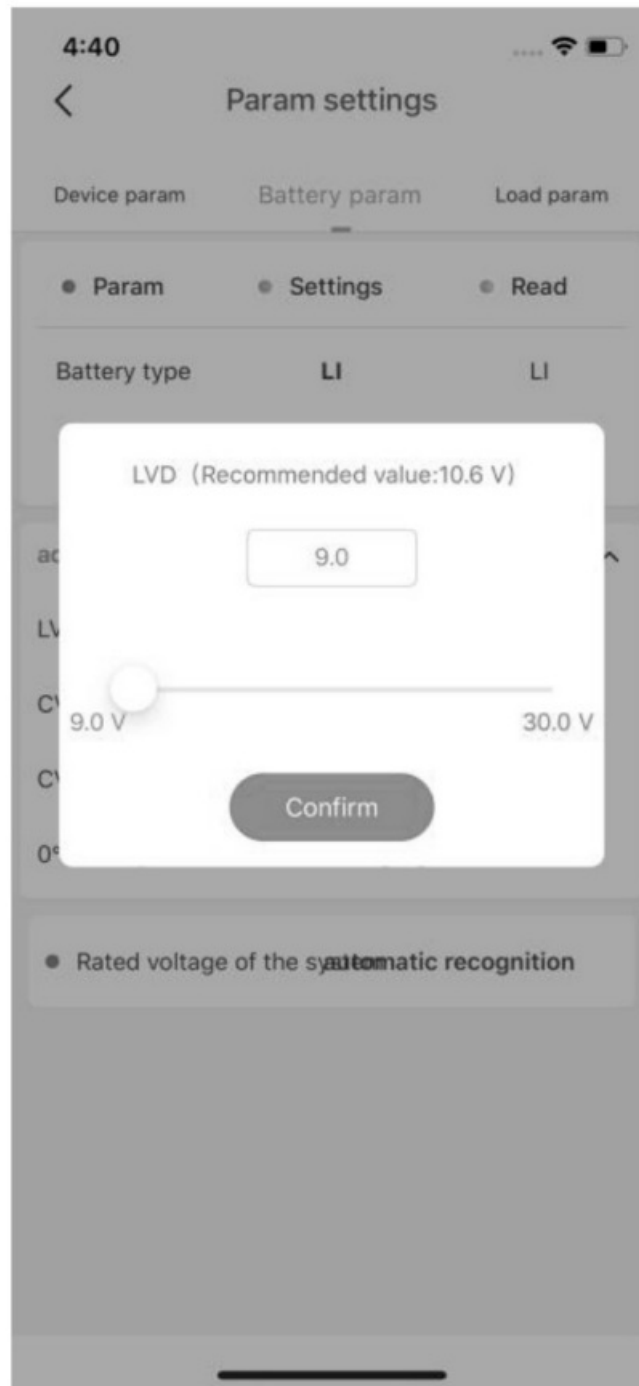 4:40
Param settings
Device param Battery param Load param
Param Settings Read
Battery type LI LI
LVD (Recommended value:10.6 V)
9.0
9.0 V 30.0 V
Confirm
Rated voltage of the system automatic recognition